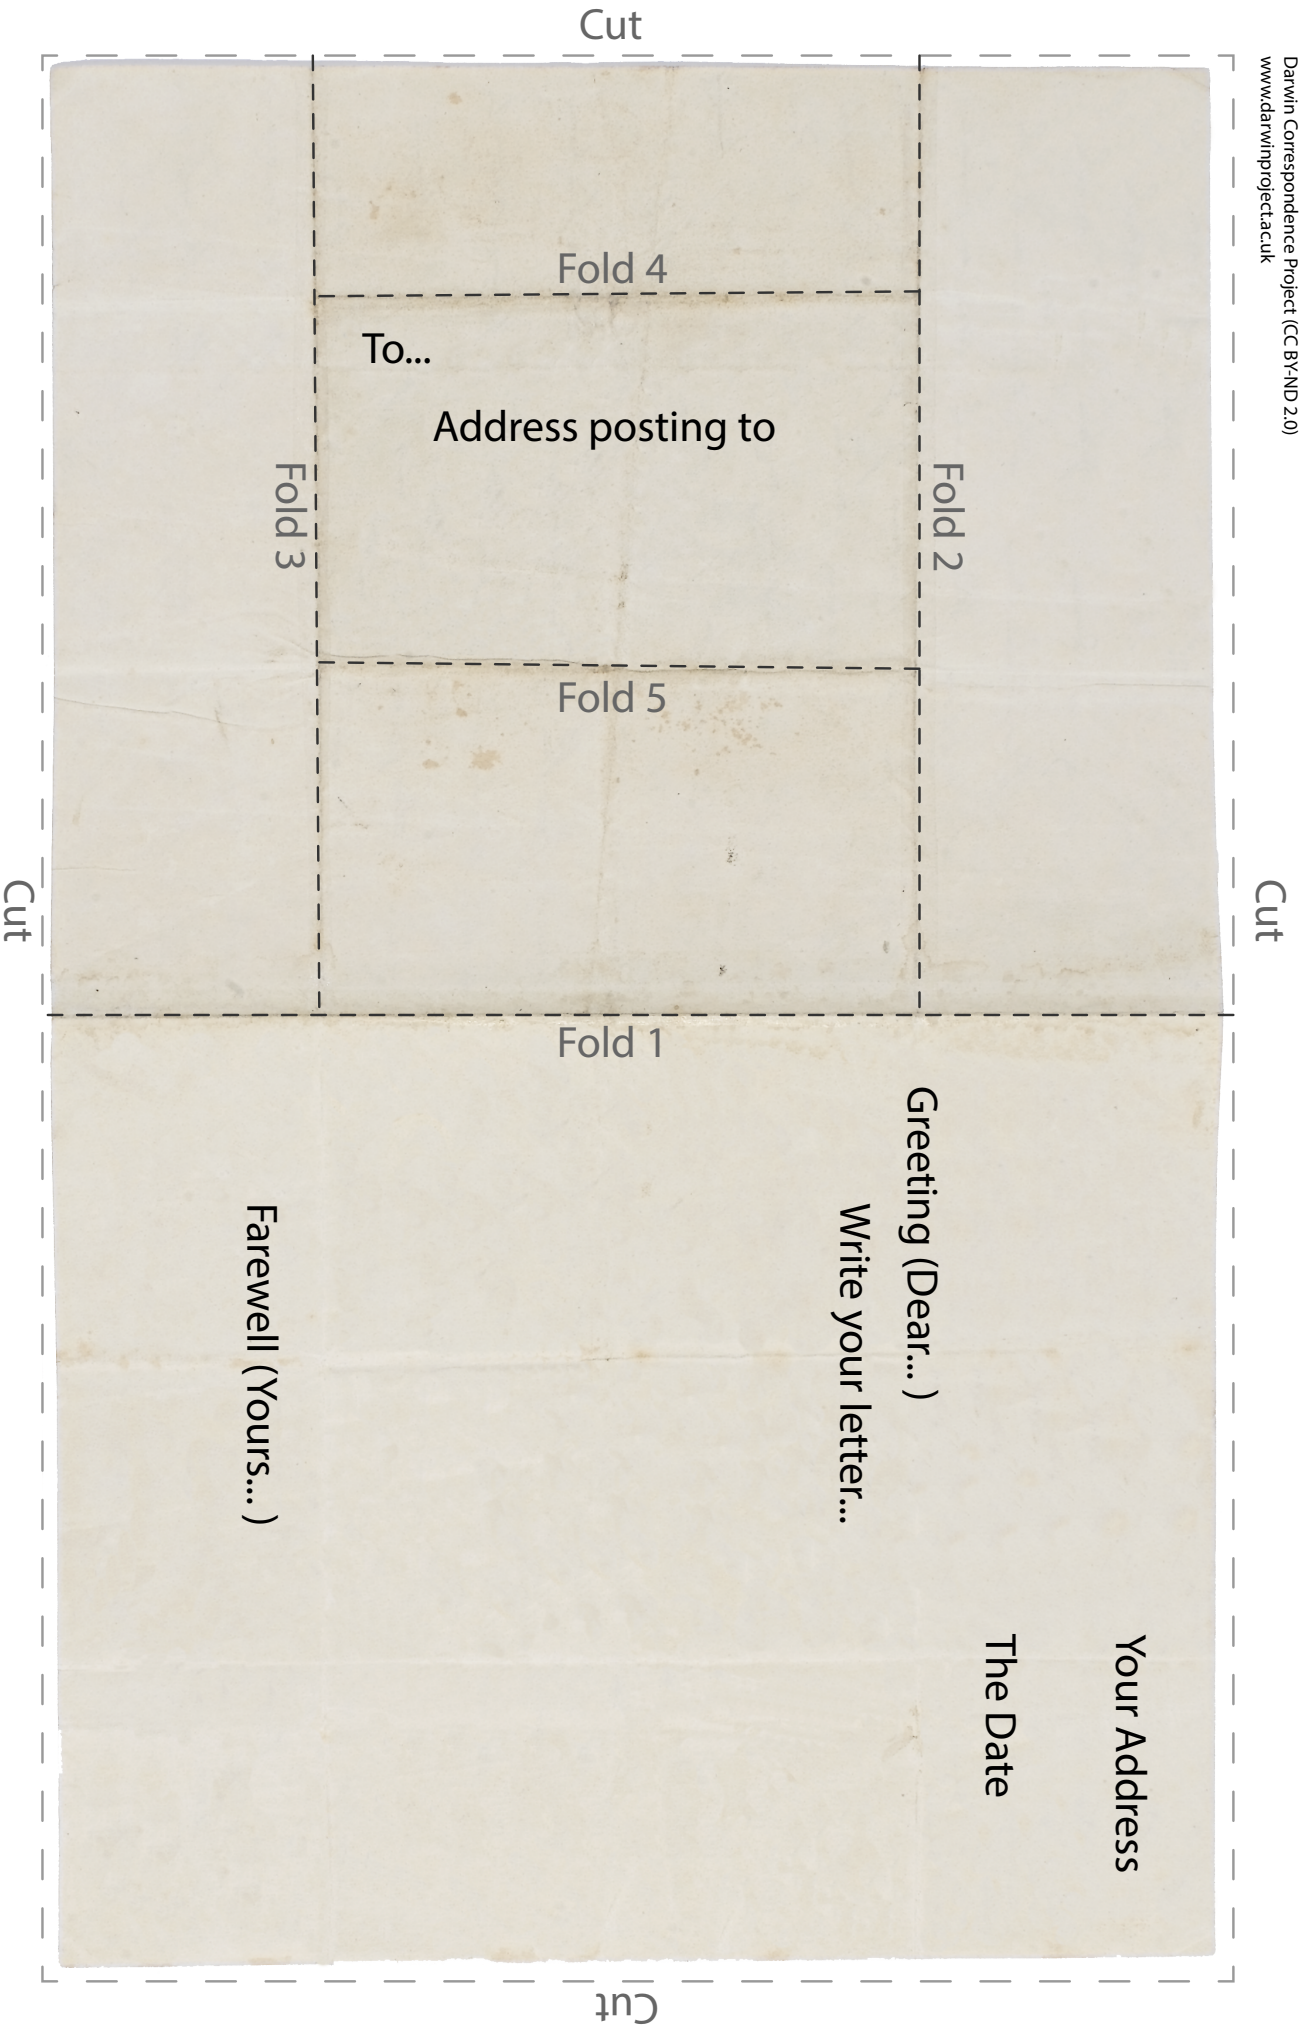 Cut
Darwin Correspondence Project (CC BY-ND 2.0)
www.darwinproject.ac.uk
Fold 4
To...
Address posting to
Fold 3
Fold 2
Fold 5
Cut
Cut
Fold 1
Your Address
The Date
Greeting (Dear... )
Write your letter...
Farewell (Yours... )
Cut